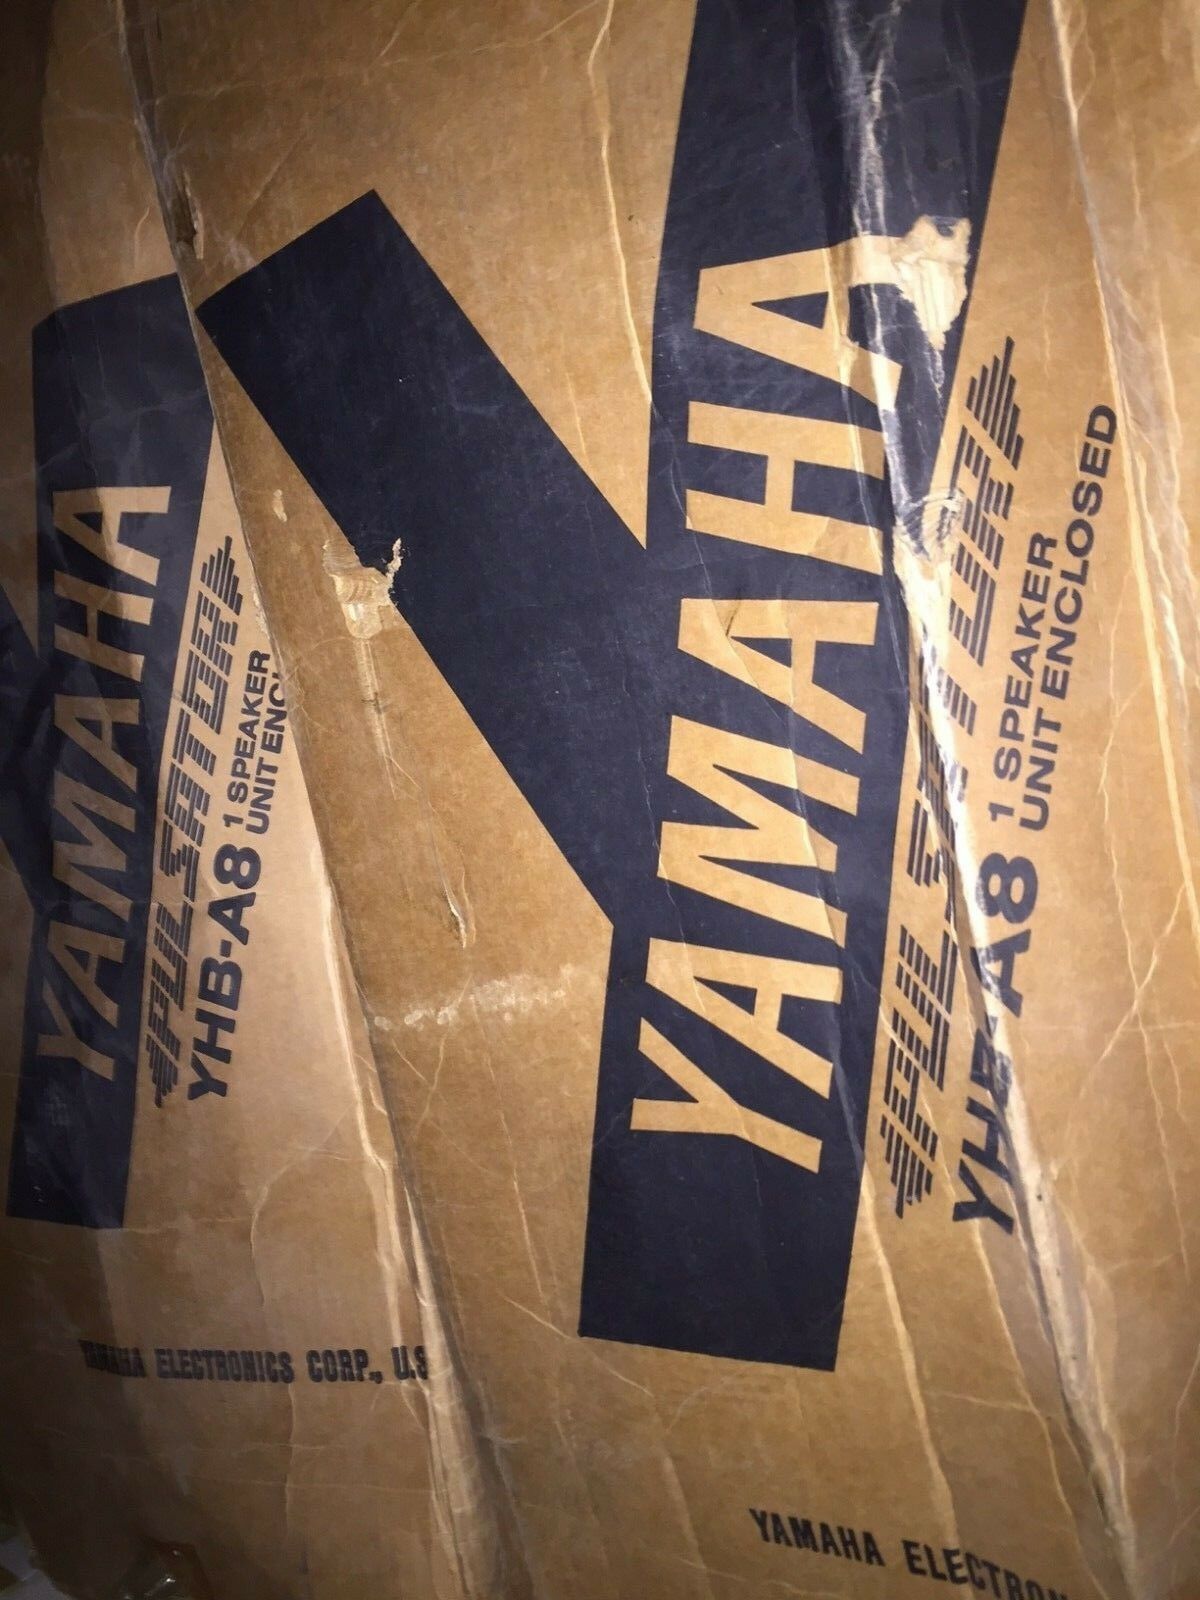 YAMAHA
PULSATOR
YHB-A8 1 SPEAKER
UNIT ENC
YAMAHA ELECTRONICS CORP., U.S
YAMAHA
PULSATOR
YHB-A8 1 SPEAKER
UNIT ENCLOSED
YAMAHA ELECTRON